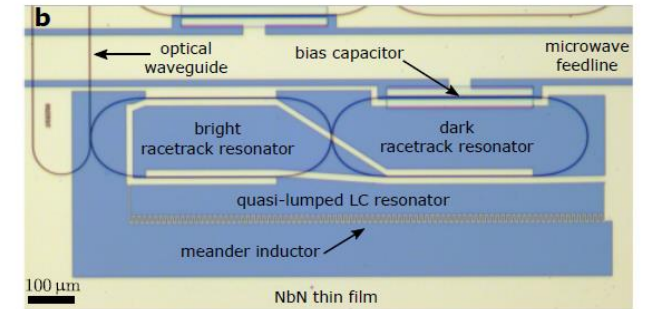 b
optical
waveguide
bias capacitor
microwave
feedline
bright
racetrack resonator
dark
racetrack resonator
quasi-lumped LC resonator
meander inductor
100 μm
NbN thin film